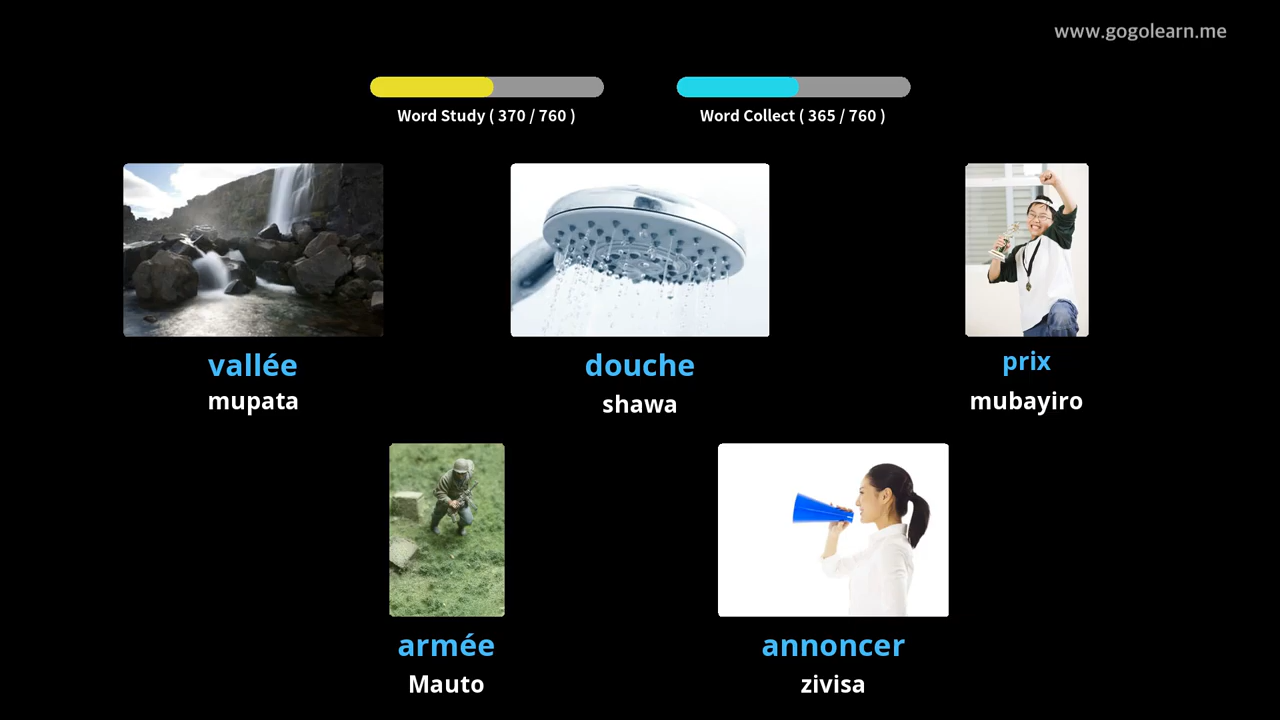 www.gogolearn.me
Word Study ( 370 / 760 )
Word Collect ( 365 / 760 )
vallée
mupata
douche
shawa
prix
mubayiro
armée
Mauto
annoncer
zivisa